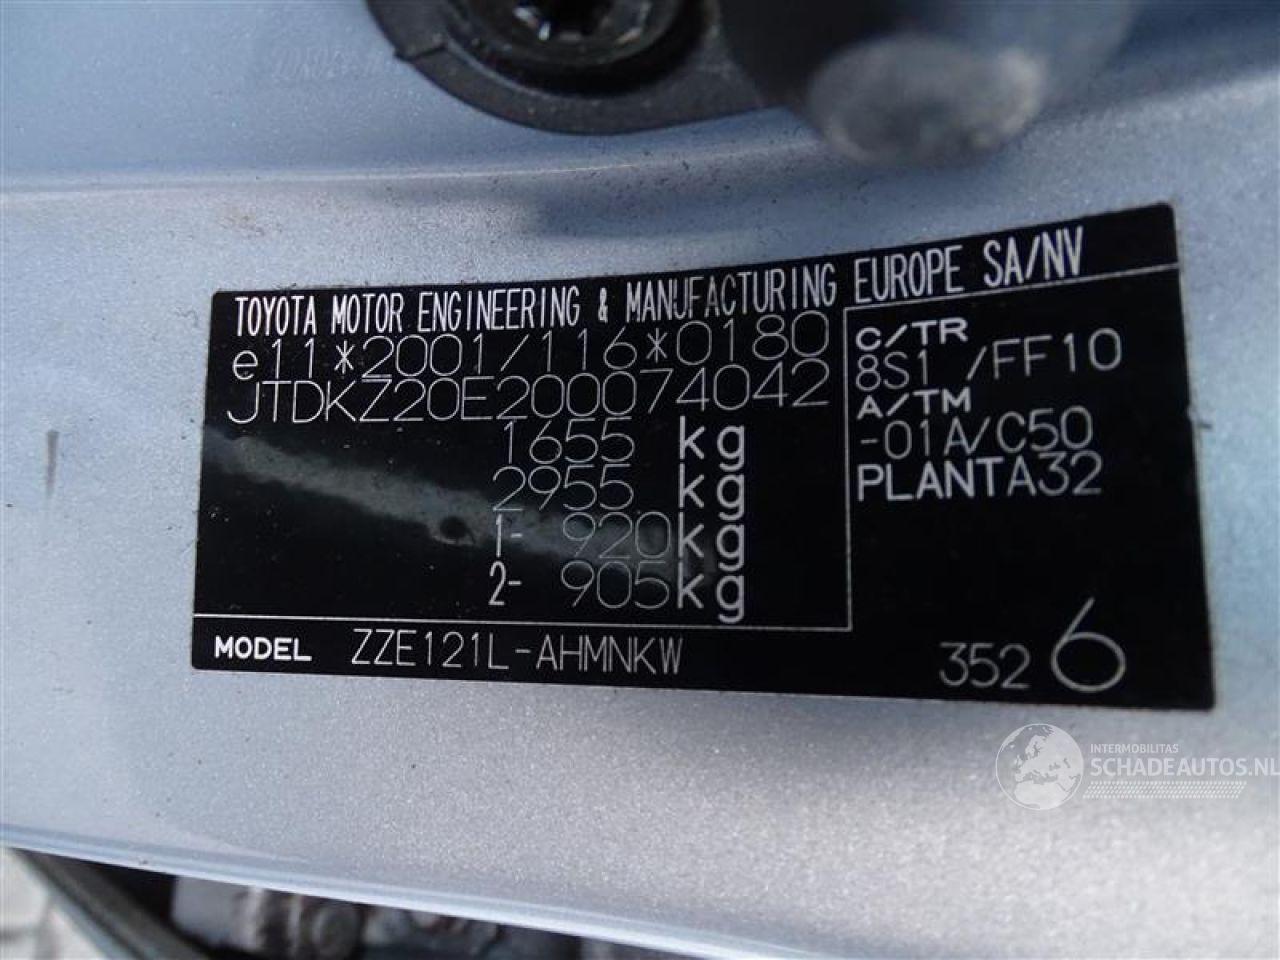 TOYOTA MOTOR ENGINEERING & MANUFACTURING EUROPE SA/NV
e11*2001/116*0180
JTDKZ20E200074042
1655 kg
2955 kg
1- 920kg
2- 905kg
C/TR
8S1 /FF10
A/TM
-01A/C50
PLANTA32
MODEL ZZE121L-AHMNKW
352 6
INTERMOBILITAS
SCHADEAUTOS.NL